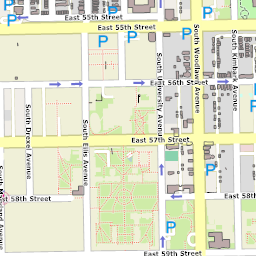 East 55th Street
East 55th Street
East 56th Street
East 57th Street
East 57th Street
East 58th Street
East 58th Street
East 59th Street
South Drexel Avenue
South Ellis Avenue
South University Avenue
South Woodlawn Avenue
South Kimbark Avenue
South Maryland Avenue
P
P
P
P
P
P
P